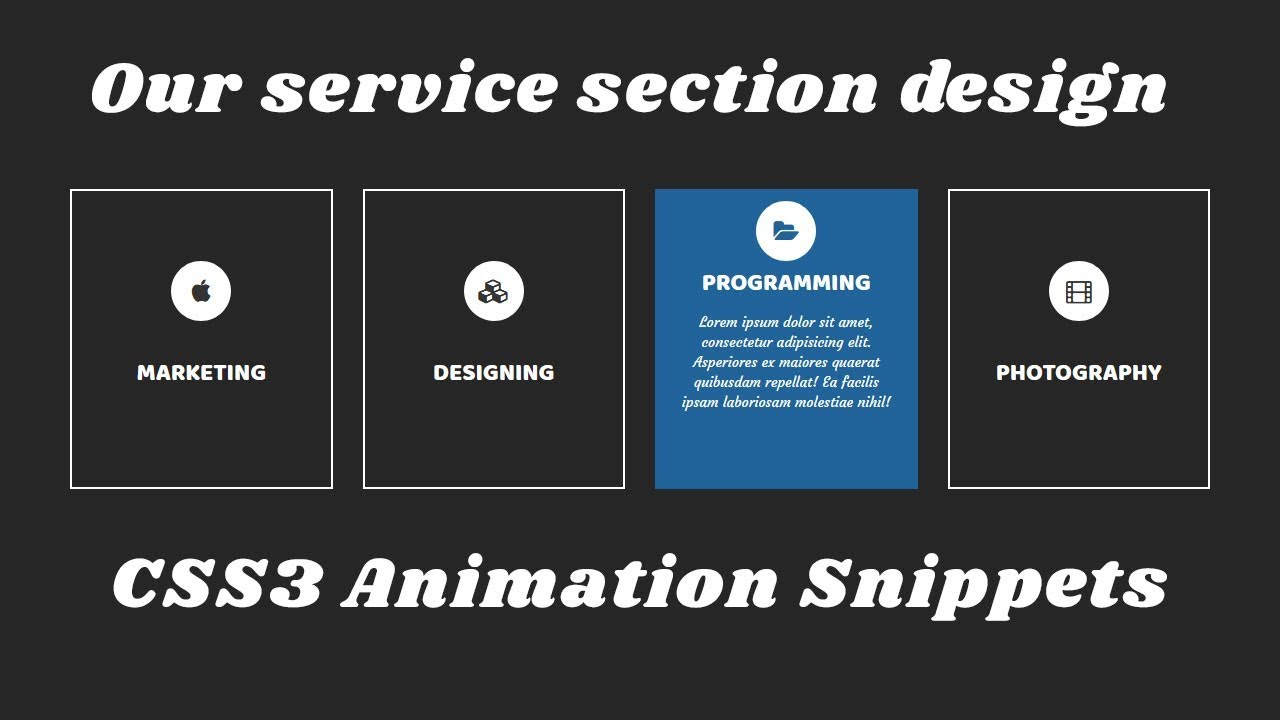 Our service section design
MARKETING
DESIGNING
PROGRAMMING
Lorem ipsum dolor sit amet,
consectetur adipisicing elit.
Asperiores ex maiores quaerat
quibusdam repellat! Ea facilis
ipsam laboriosam molestiae nihil!
PHOTOGRAPHY
CSS3 Animation Snippets